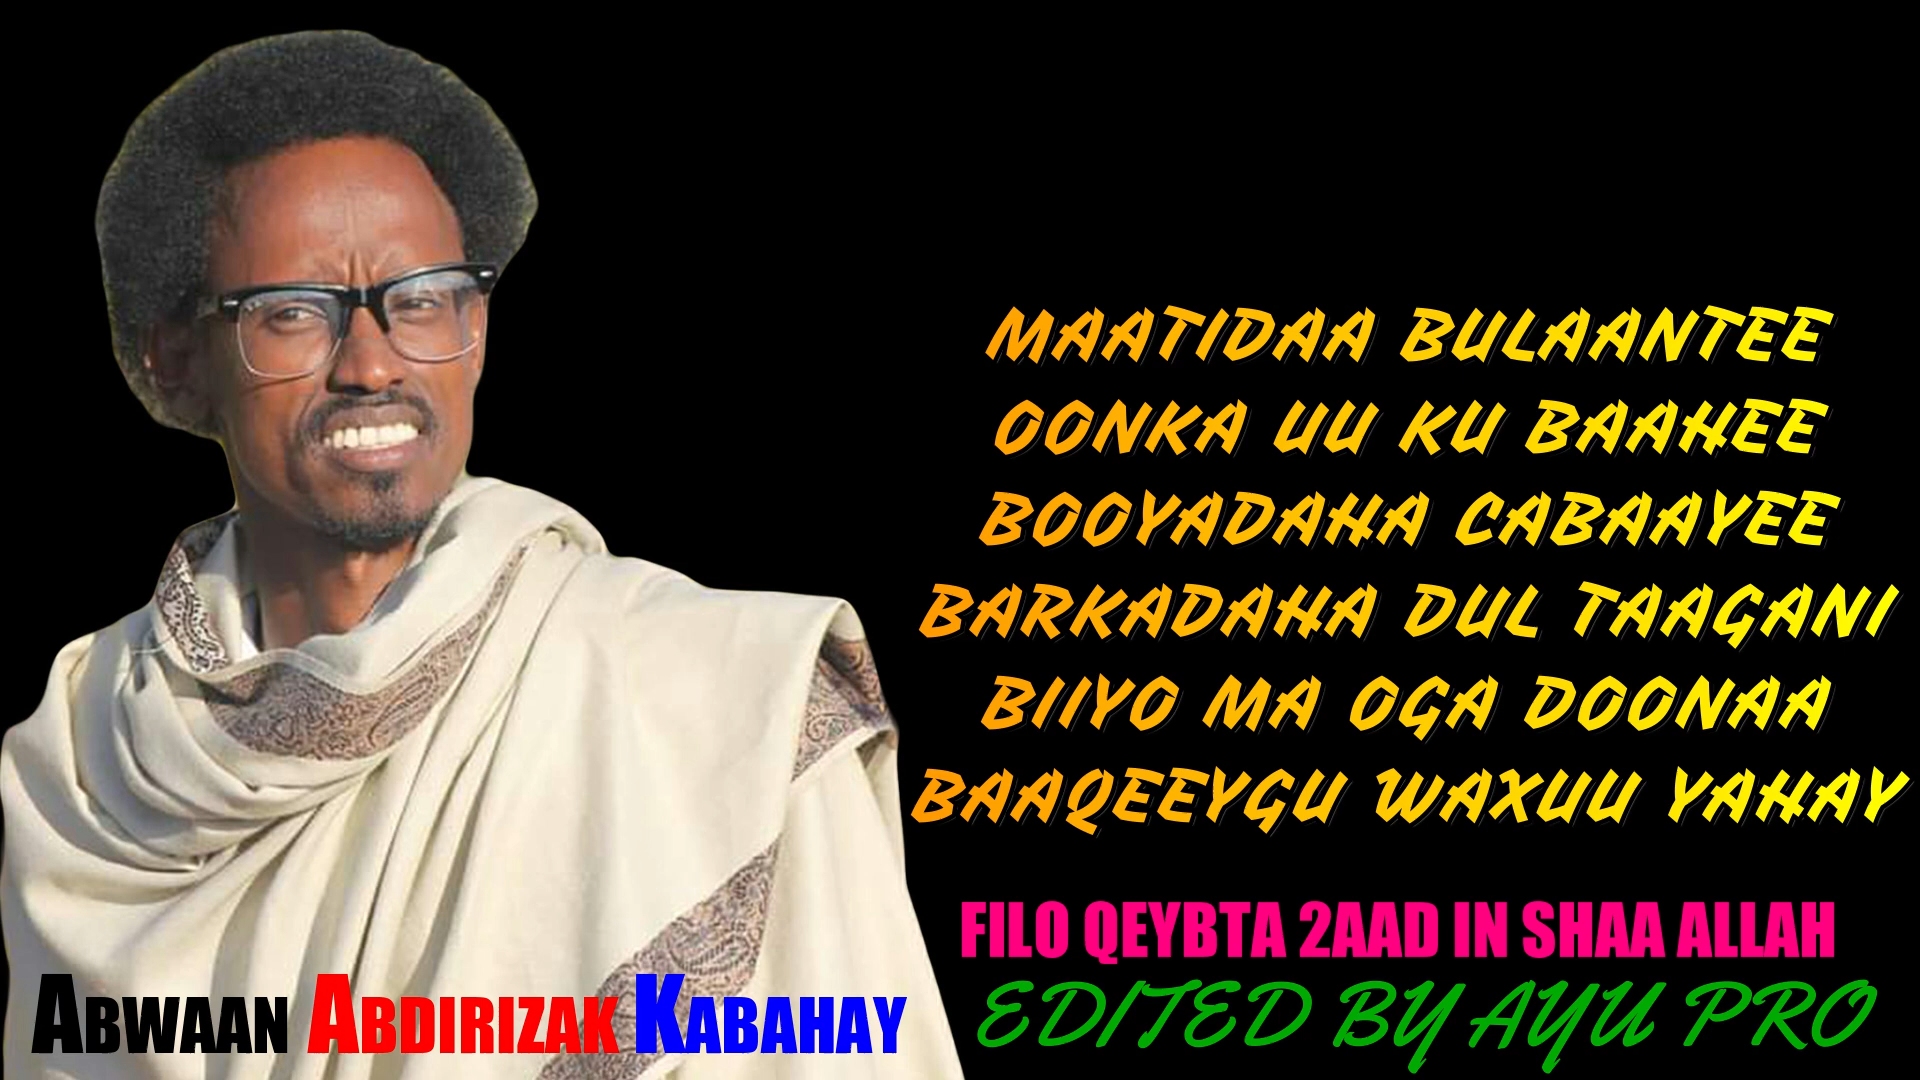 MAATIDAA BULAANTEE
OONKA UU KU BAAHEE
BOOYADAHA CABAAYEE
BARKADAHA DUL TAAGANI
BIIYO MA OGA DOONAA
BAAQEEYGU WAXUU YAHAY
FILO QEYBTA 2AAD IN SHAA ALLAH
ABWAAN ABDIRIZAK KABAHAY
EDITED BY AYU PRO